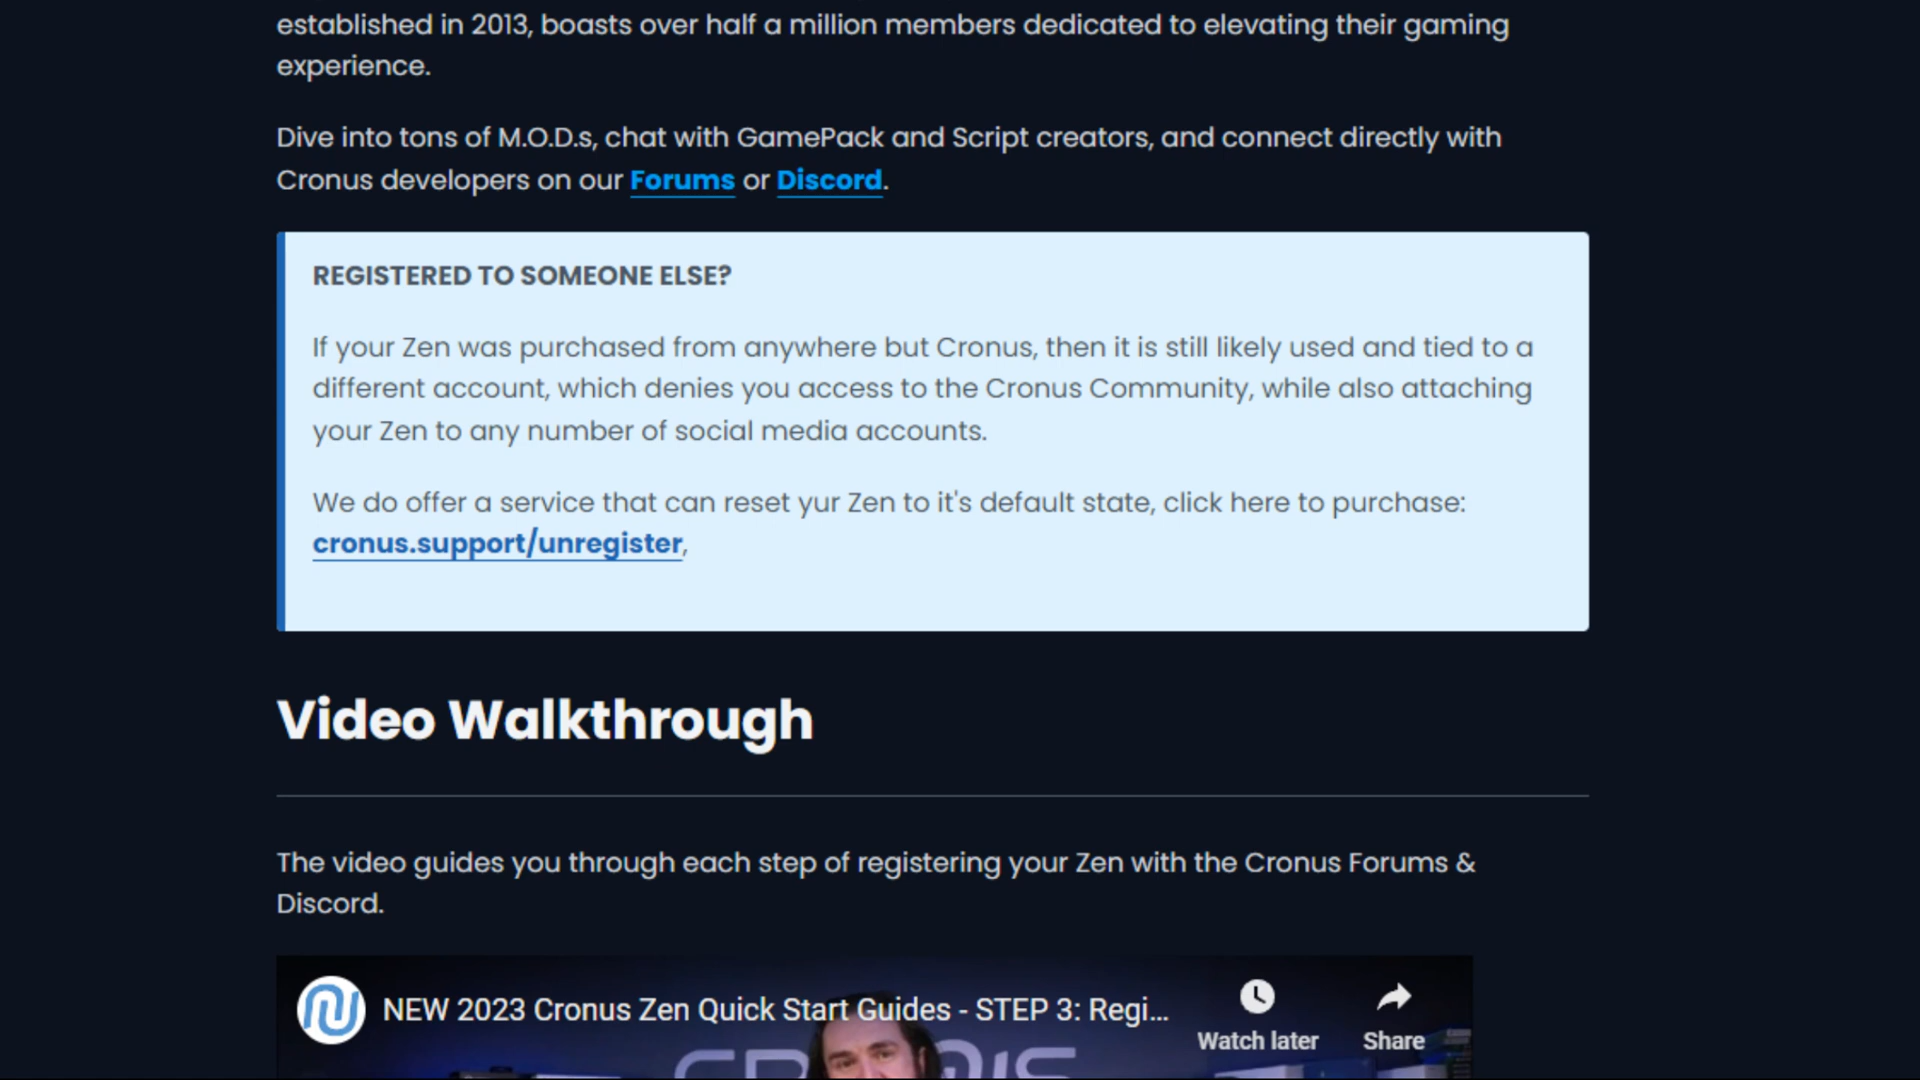 established in 2013, boasts over half a million members dedicated to elevating their gaming
experience.
Dive into tons of M.O.D.s, chat with GamePack and Script creators, and connect directly with
Cronus developers on our Forums or Discord.
REGISTERED TO SOMEONE ELSE?
If your Zen was purchased from anywhere but Cronus, then it is still likely used and tied to a
different account, which denies you access to the Cronus Community, while also attaching
your Zen to any number of social media accounts.
We do offer a service that can reset yur Zen to it's default state, click here to purchase:
cronus.support/unregister,
Video Walkthrough
The video guides you through each step of registering your Zen with the Cronus Forums &
Discord.
NEW 2023 Cronus Zen Quick Start Guides - STEP 3: Regi...
Watch later
Share